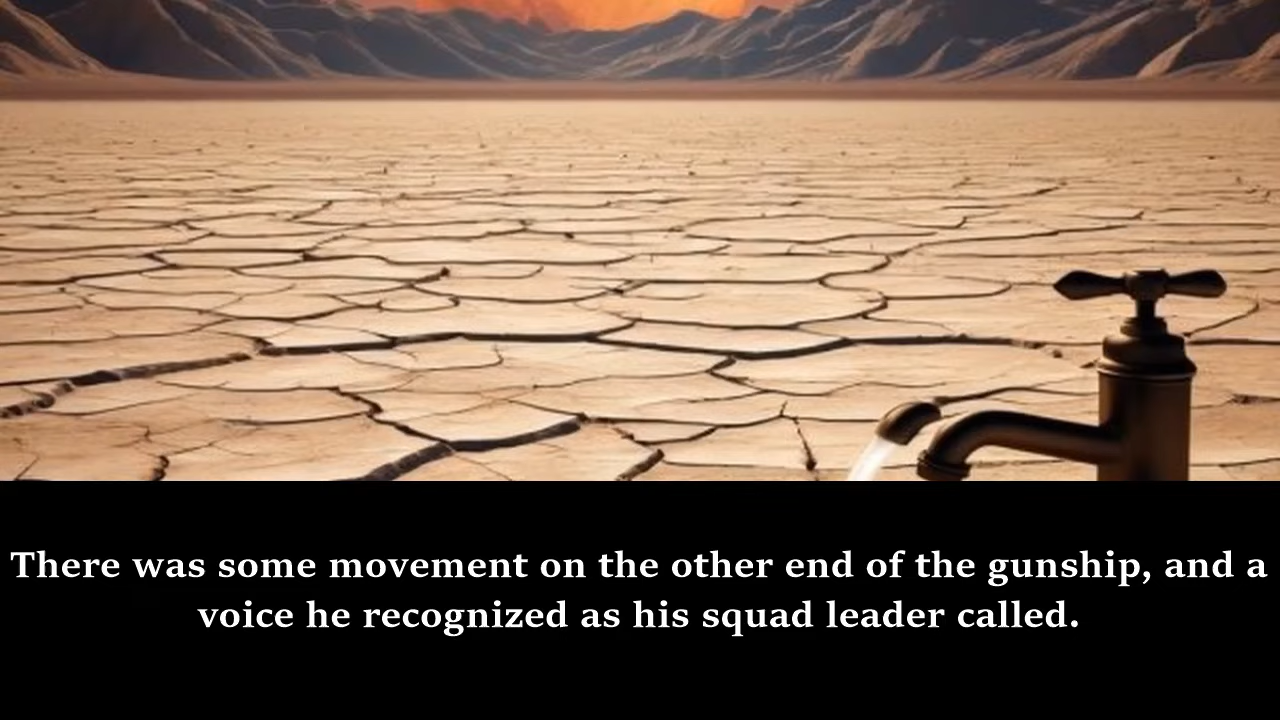 There was some movement on the other end of the gunship, and a
voice he recognized as his squad leader called.